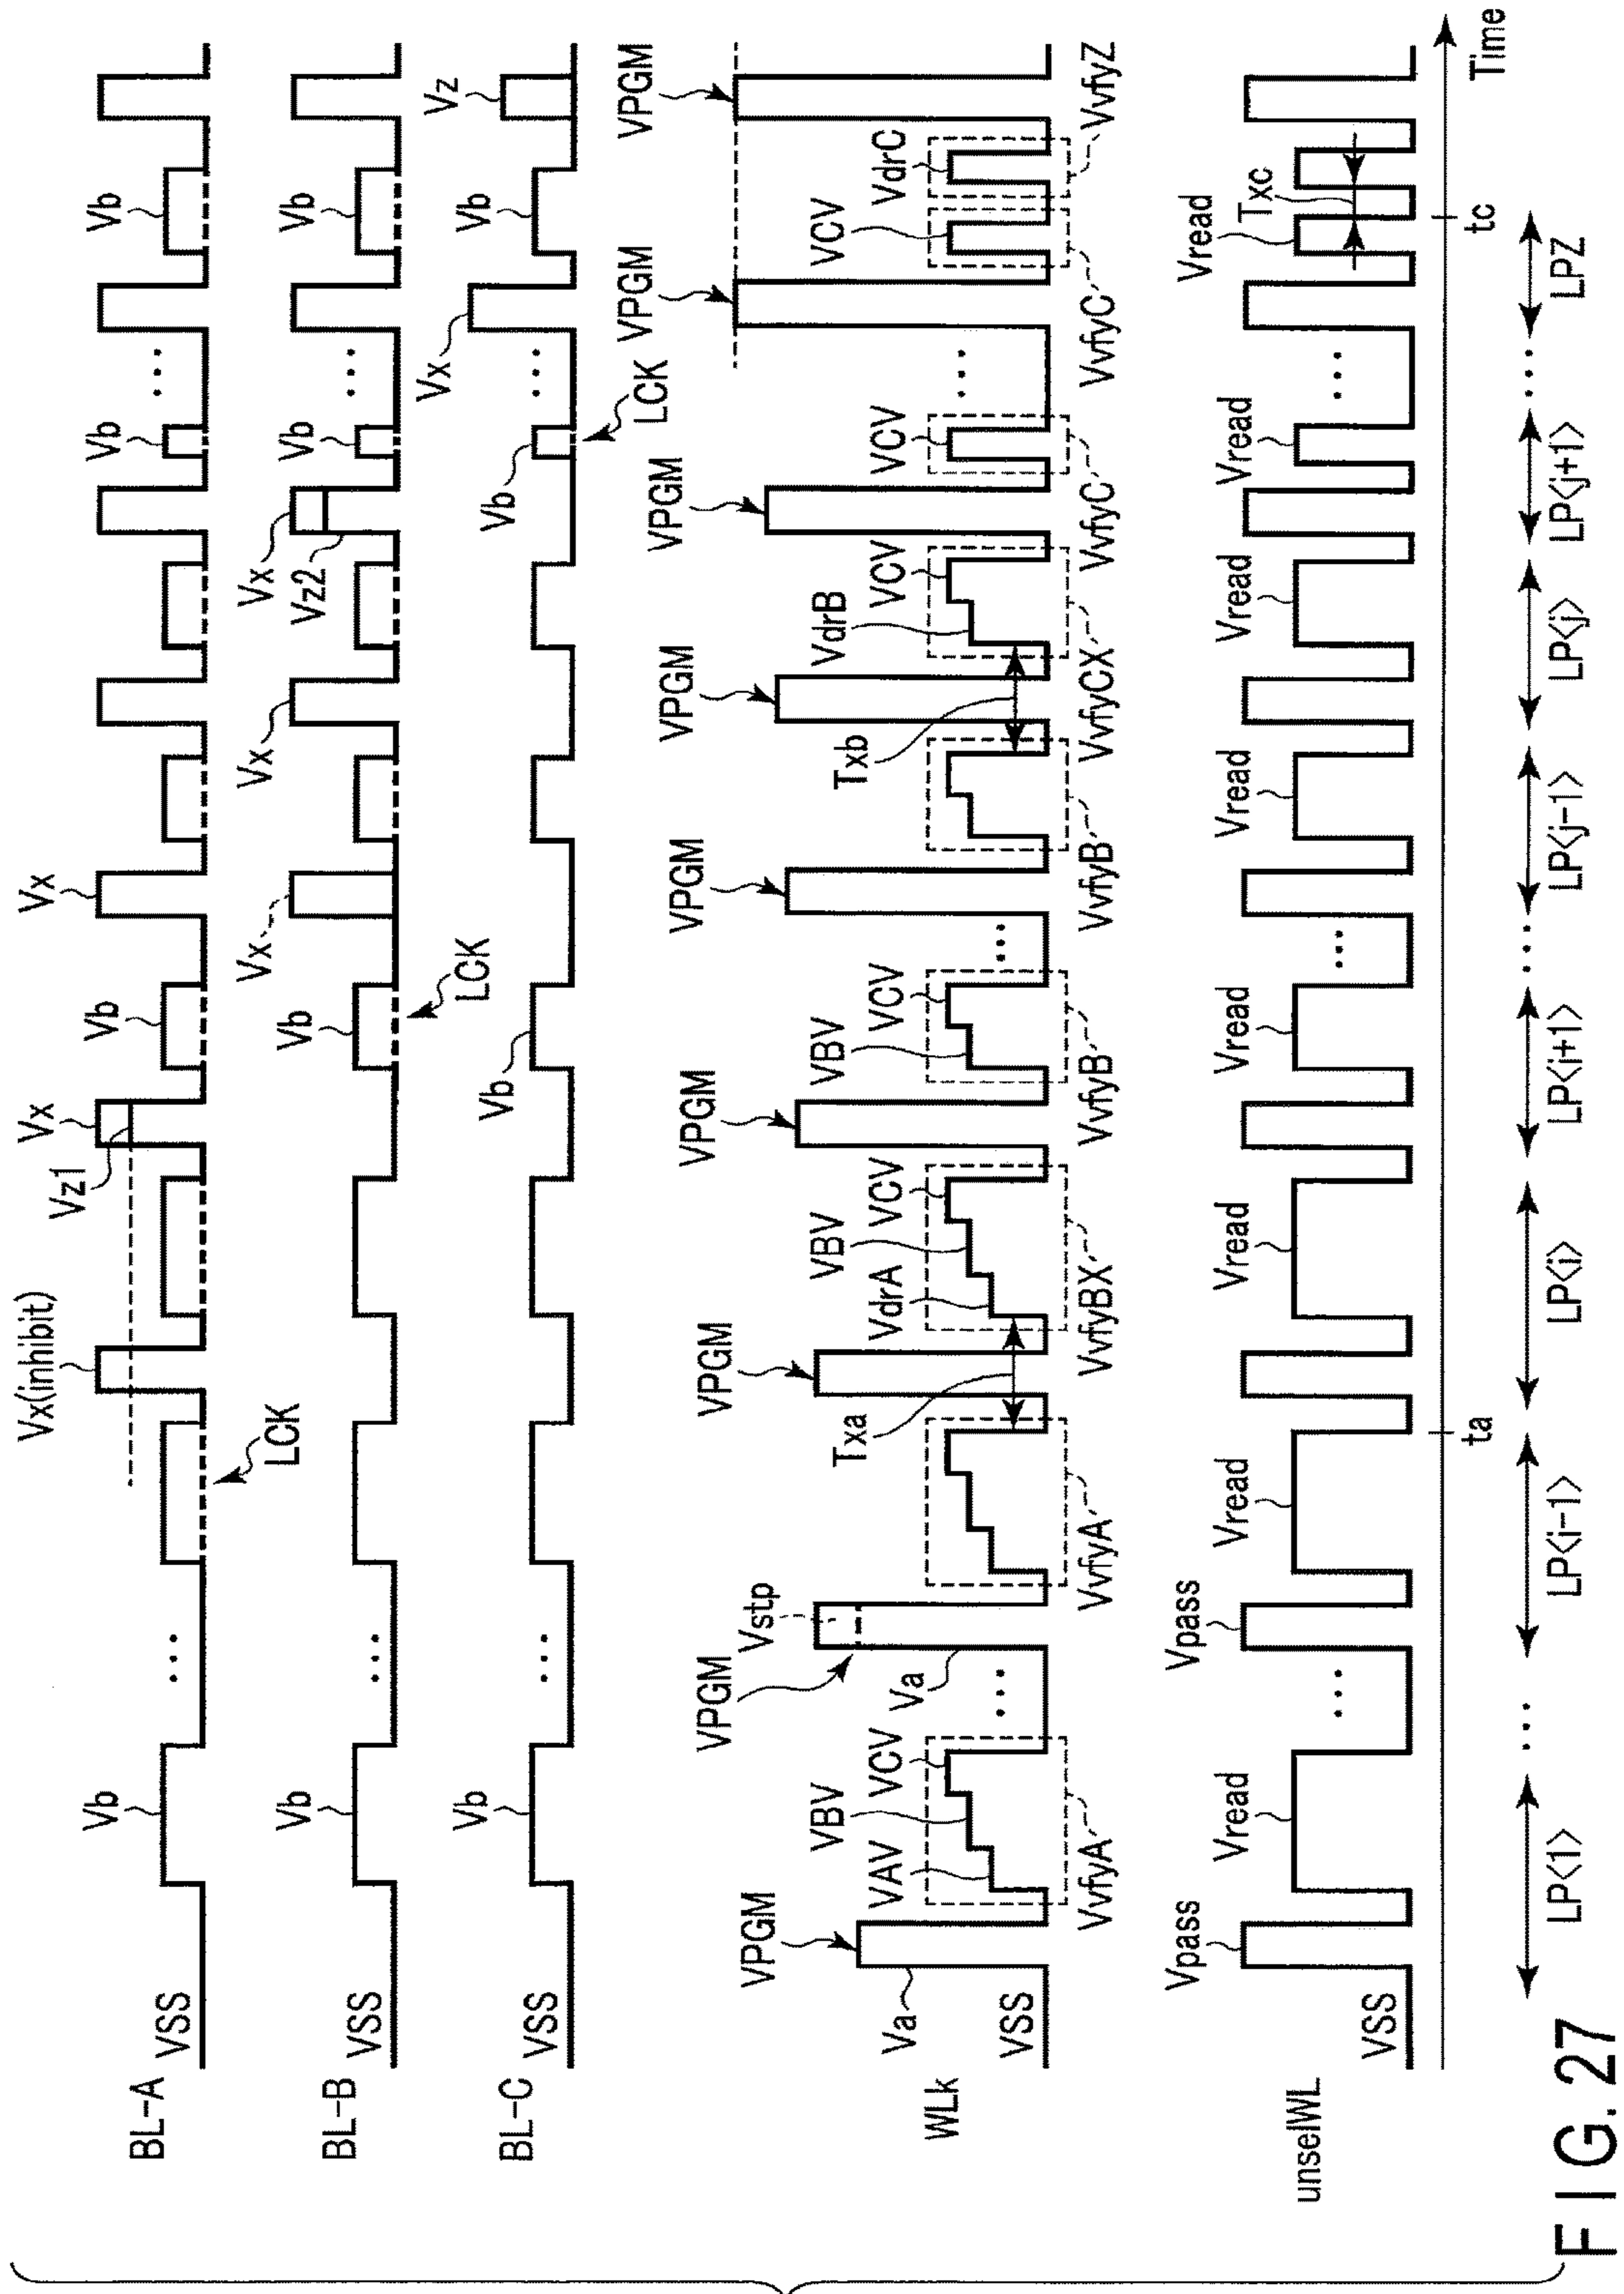 Vx(inhibit) Vz1 Vx Vx
BL-A VSS Vb ... LCK Vb Vb ... Vb
BL-B VSS Vb ... Vb LCK Vx Vx Vx Vz2 Vb ... Vb
BL-C VSS Vb ... Vb Vb LCK ... Vx Vb Vz
VPGM VPGM VPGM VPGM VPGM VPGM VPGM VPGM VPGM
Vstp
VAV VBV VCV Txa VdrA VBV VCV VBV VCV Txb VdrB VCV VCV VCV VdrC
WLk VSS Va ... Va ... ...
VvfyA VvfyA VvfyBX VvfyB VvfyB VvfyCX VvfyC VvfyC VvfyZ
Vpass Vread Vpass Vread Vread Vread Vread Vread Vread Vread Txc
unselWL VSS ... ... ...
ta tc Time
LP<1> ... LP<i-1> LP<i> LP<i+1> ... LP<j-1> LP<j> LP<j+1> ... LPZ
FIG. 27